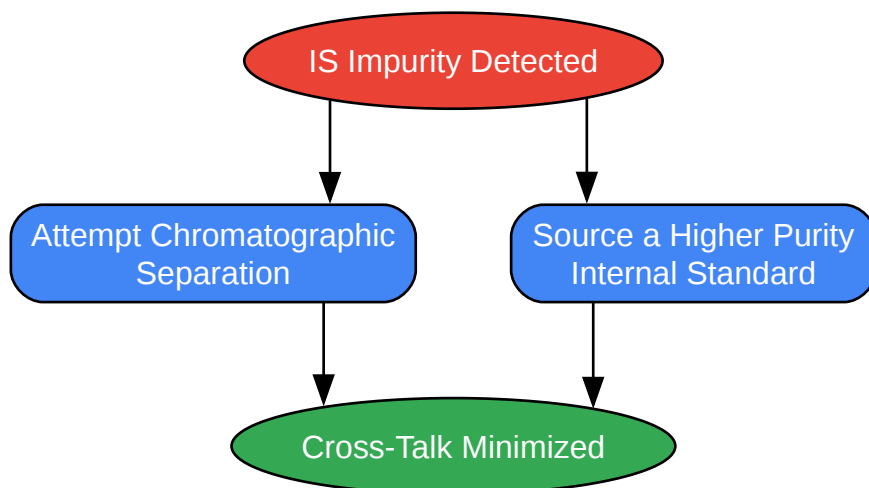 IS Impurity Detected
Attempt Chromatographic
Separation
Source a Higher Purity
Internal Standard
Cross-Talk Minimized